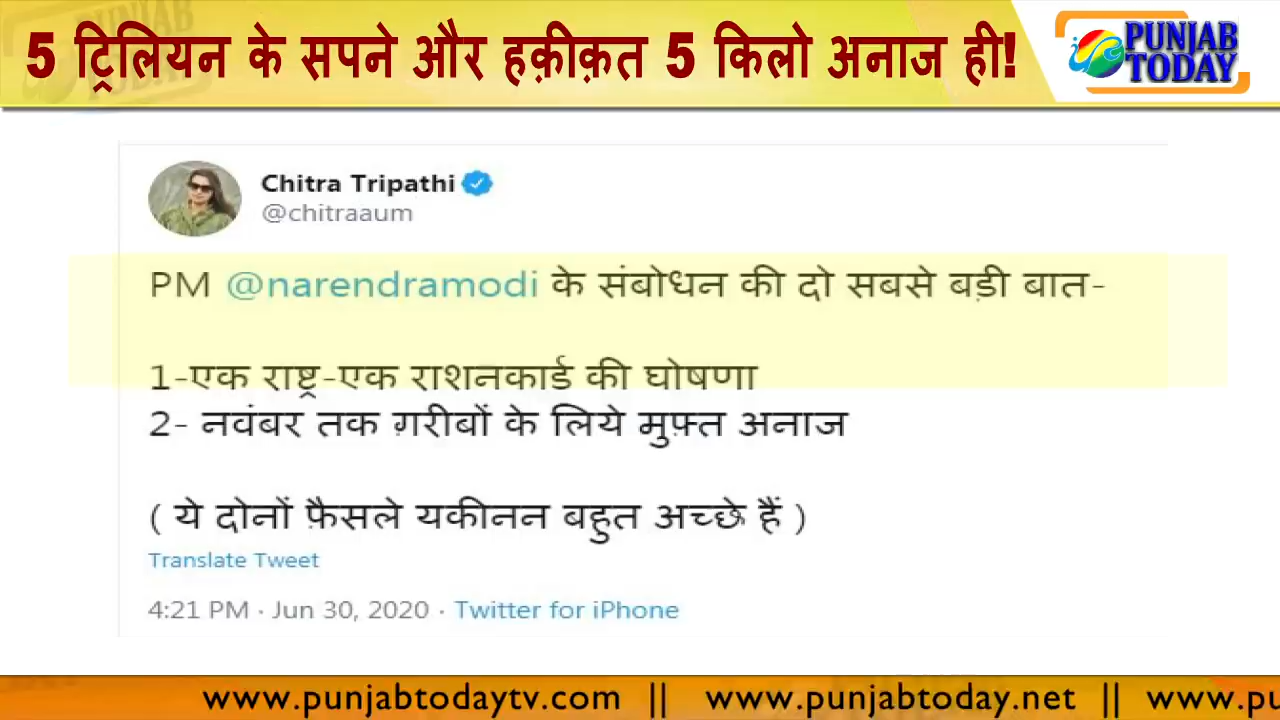 5 ट्रिलियन के सपने और हक़ीक़त 5 किलो अनाज ही!
PUNJAB
TODAY
Chitra Tripathi
@chitraaum
PM @narendramodi के संबोधन की दो सबसे बड़ी बात-
1-एक राष्ट्र-एक राशनकार्ड की घोषणा
2- नवंबर तक ग़रीबों के लिये मुफ़्त अनाज
( ये दोनों फ़ैसले यकीनन बहुत अच्छे हैं )
Translate Tweet
4:21 PM · Jun 30, 2020 · Twitter for iPhone
www.punjabtodaytv.com || www.punjabtoday.net || www.pu